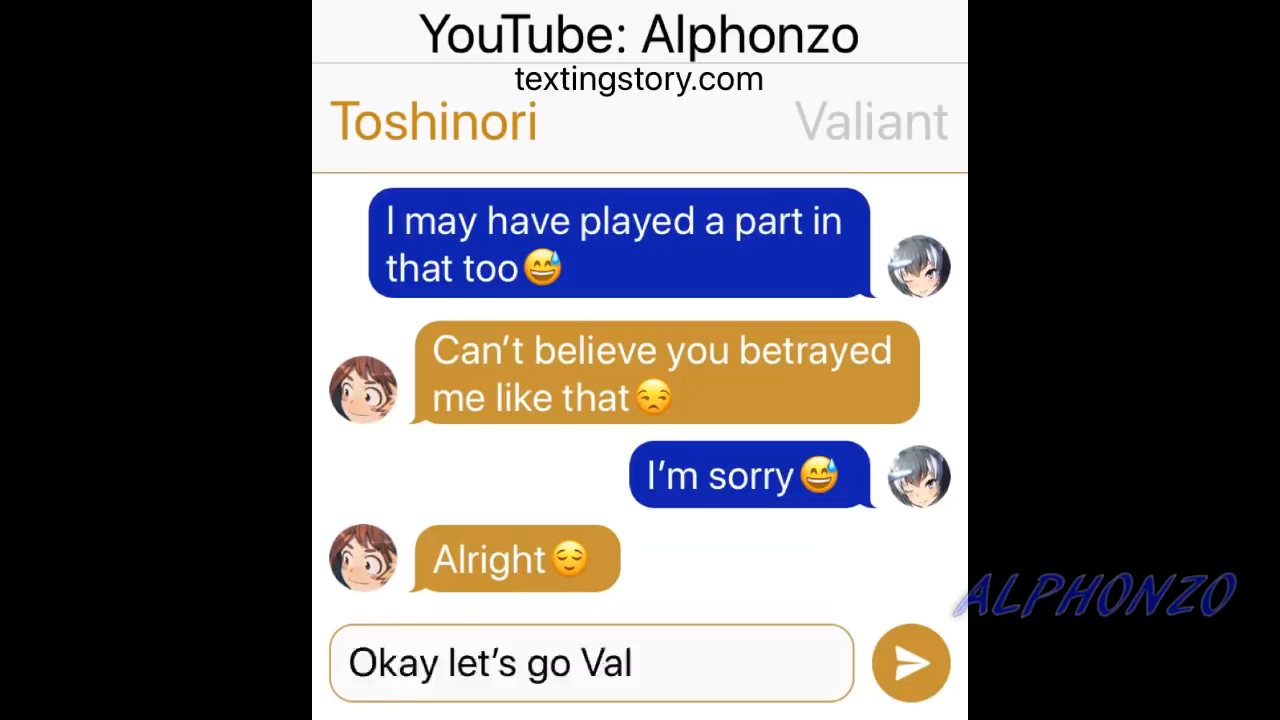 YouTube: Alphonzo
textingstory.com
Toshinori
Valiant
I may have played a part in
that too😅
Can’t believe you betrayed
me like that😒
I’m sorry😅
Alright😌
ALPHONZO
Okay let’s go Val